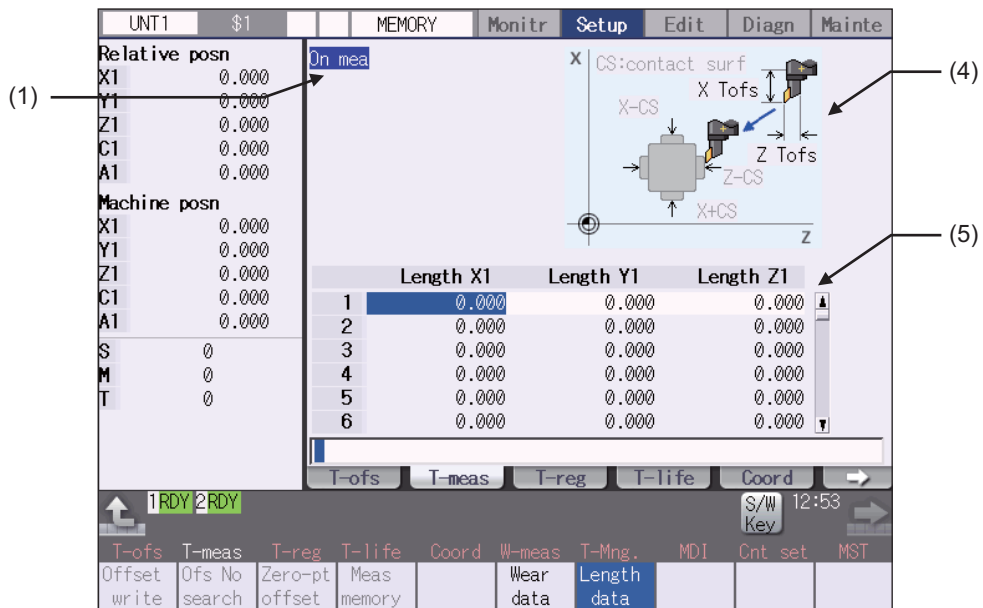 UNT1 $1 MEMORY Monitr Setup Edit Diagn Mainte
Relative posn
X1 0.000
Y1 0.000
Z1 0.000
C1 0.000
A1 0.000
Machine posn
X1 0.000
Y1 0.000
Z1 0.000
C1 0.000
A1 0.000
S 0
M 0
T 0
(1)
On mea
X CS:contact surf
X Tofs
X-CS
Z Tofs
Z-CS
X+CS
Z
(4)
(5)
Length X1 Length Y1 Length Z1
1 0.000 0.000 0.000
2 0.000 0.000 0.000
3 0.000 0.000 0.000
4 0.000 0.000 0.000
5 0.000 0.000 0.000
6 0.000 0.000 0.000
T-ofs T-meas T-reg T-life Coord
1RDY 2RDY S/W Key 12:53
T-ofs T-meas T-reg T-life Coord W-meas T-Mng. MDI Cnt set MST
Offset Ofs No Zero-pt Meas Wear Length
write search offset memory data data